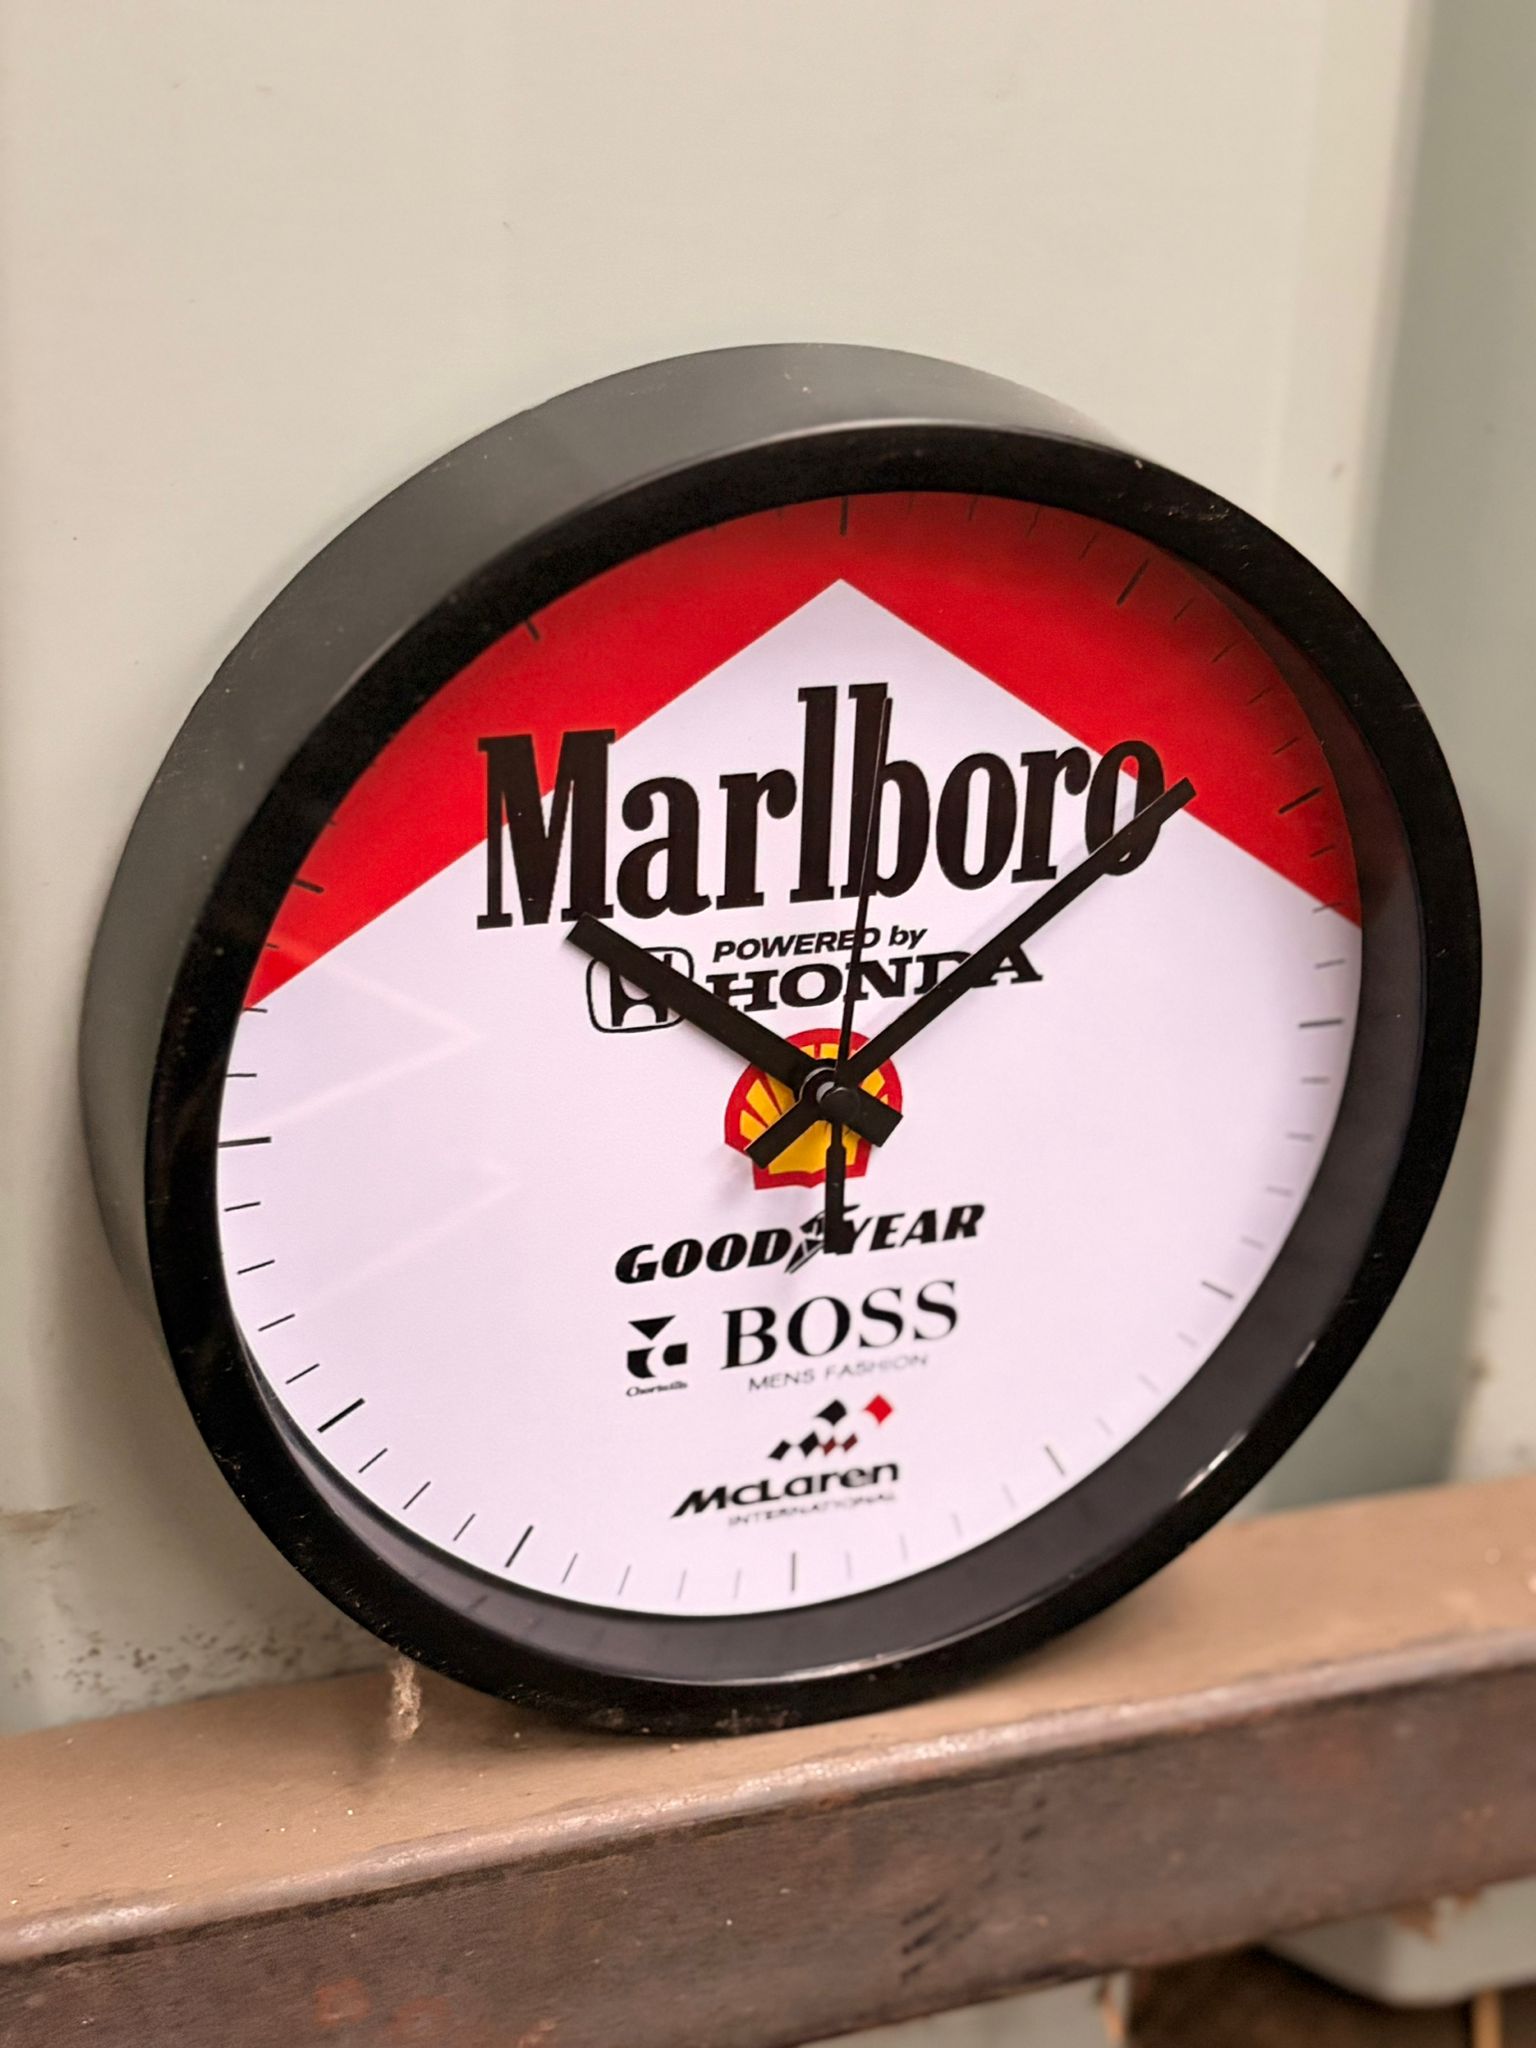 Marlboro
POWERED by
HONDA
GOODYEAR
BOSS
MENS FASHION
McLaren
INTERNATIONAL